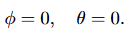 ϕ = 0, θ = 0.